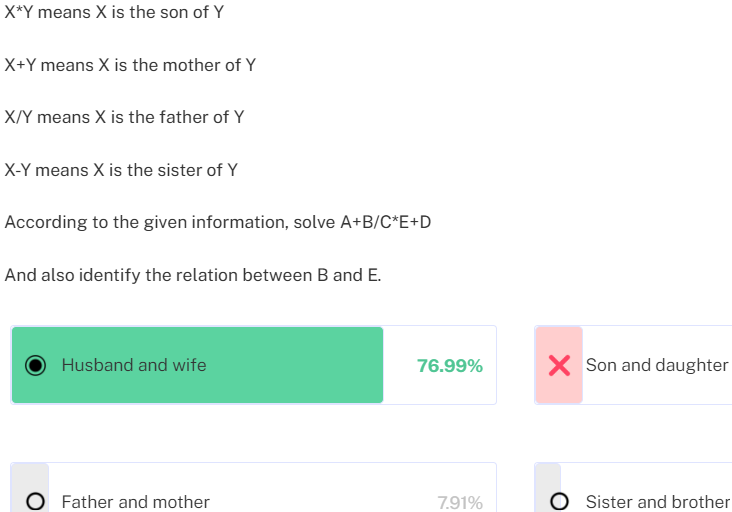 X*Y means X is the son of Y
X+Y means X is the mother of Y
X/Y means X is the father of Y
X-Y means X is the sister of Y
According to the given information, solve A+B/C*E+D
And also identify the relation between B and E.
Husband and wife 76.99% Son and daughter
Father and mother 7.91% Sister and brother